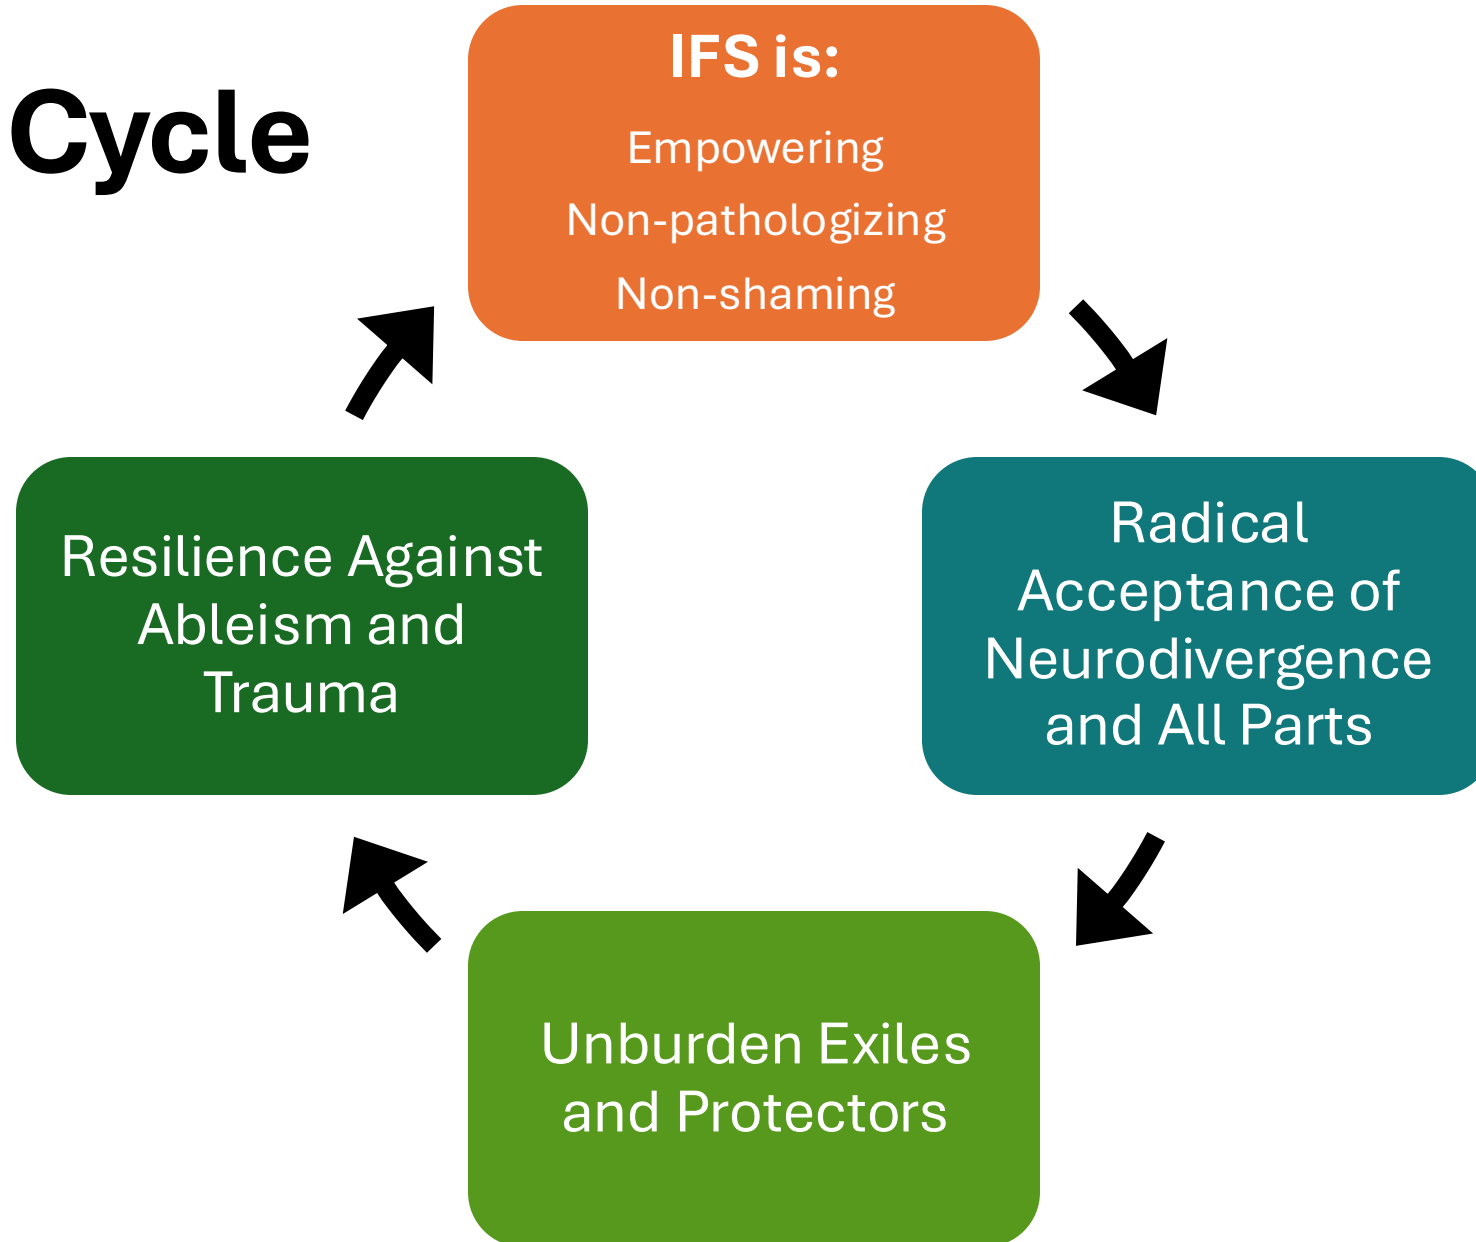 Cycle
IFS is:
Empowering
Non-pathologizing
Non-shaming
Radical
Acceptance of
Neurodivergence
and All Parts
Unburden Exiles
and Protectors
Resilience Against
Ableism and
Trauma